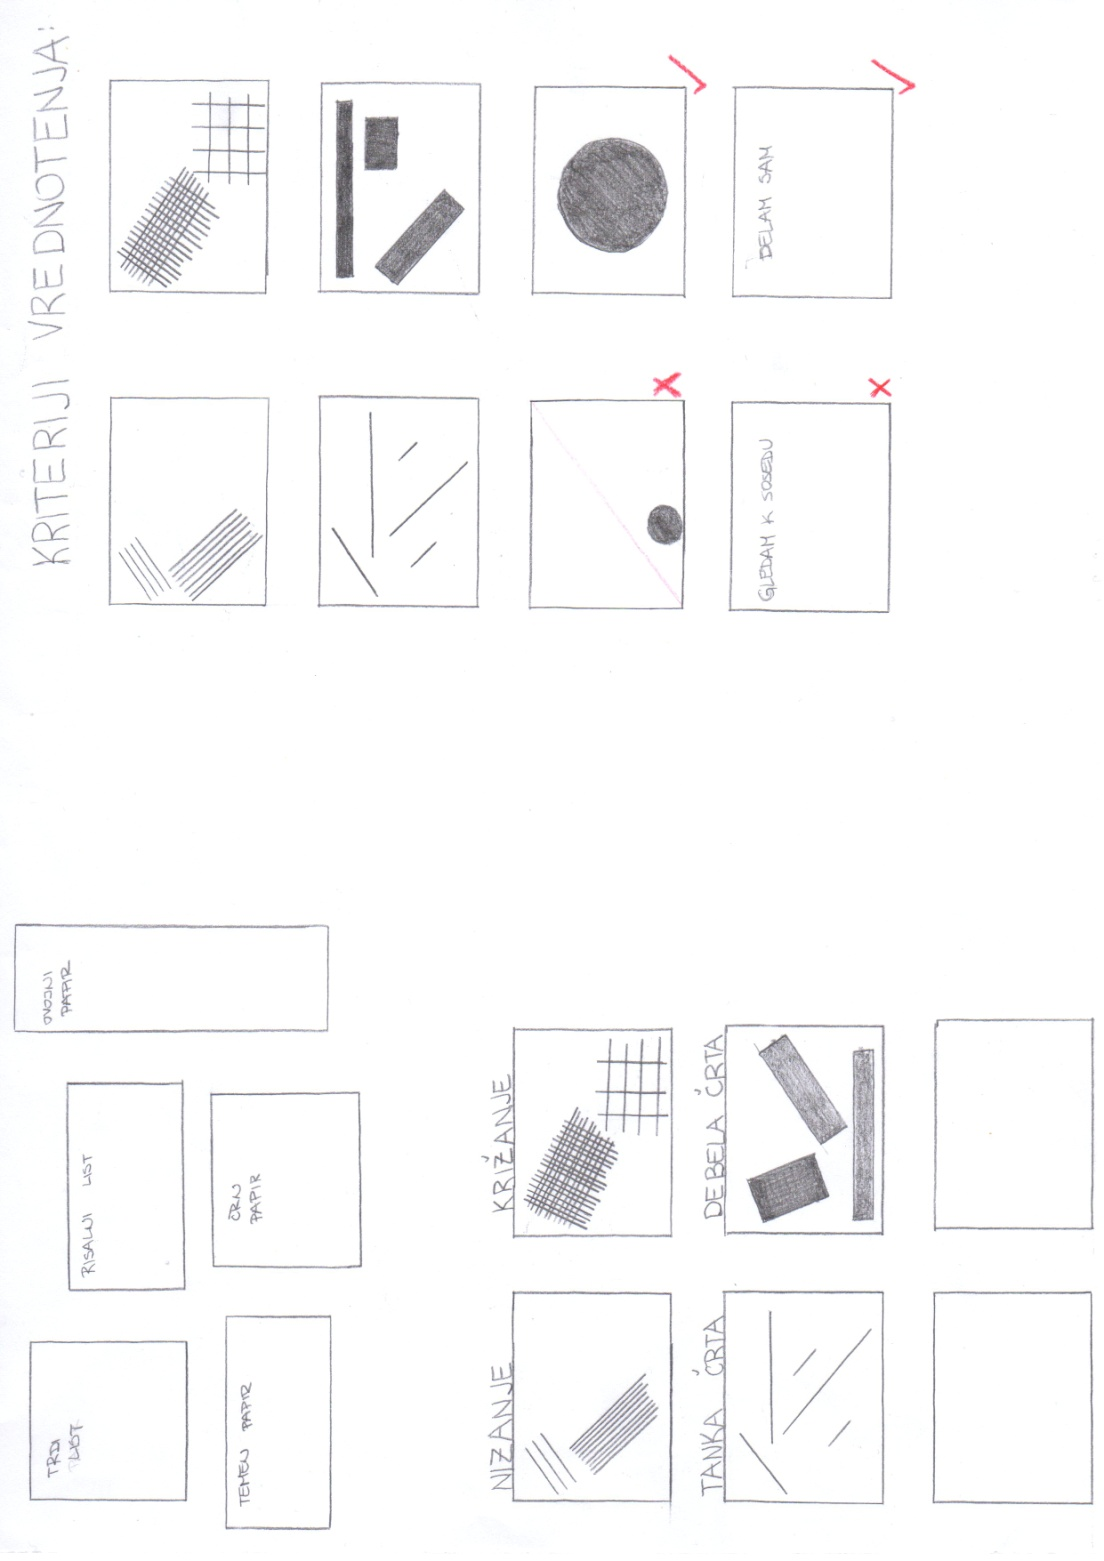 TRDI
LIST
RISALNI LIST
OVOJNI
PAPIR
TEMEN PAPIR
ČRN
PAPIR
NIZANJE
KRIŽANJE
TANKA ČRTA
DEBELA ČRTA
KRITERIJI VREDNOTENJA:
GLEDAM K SOSEDU
DELAM SAM